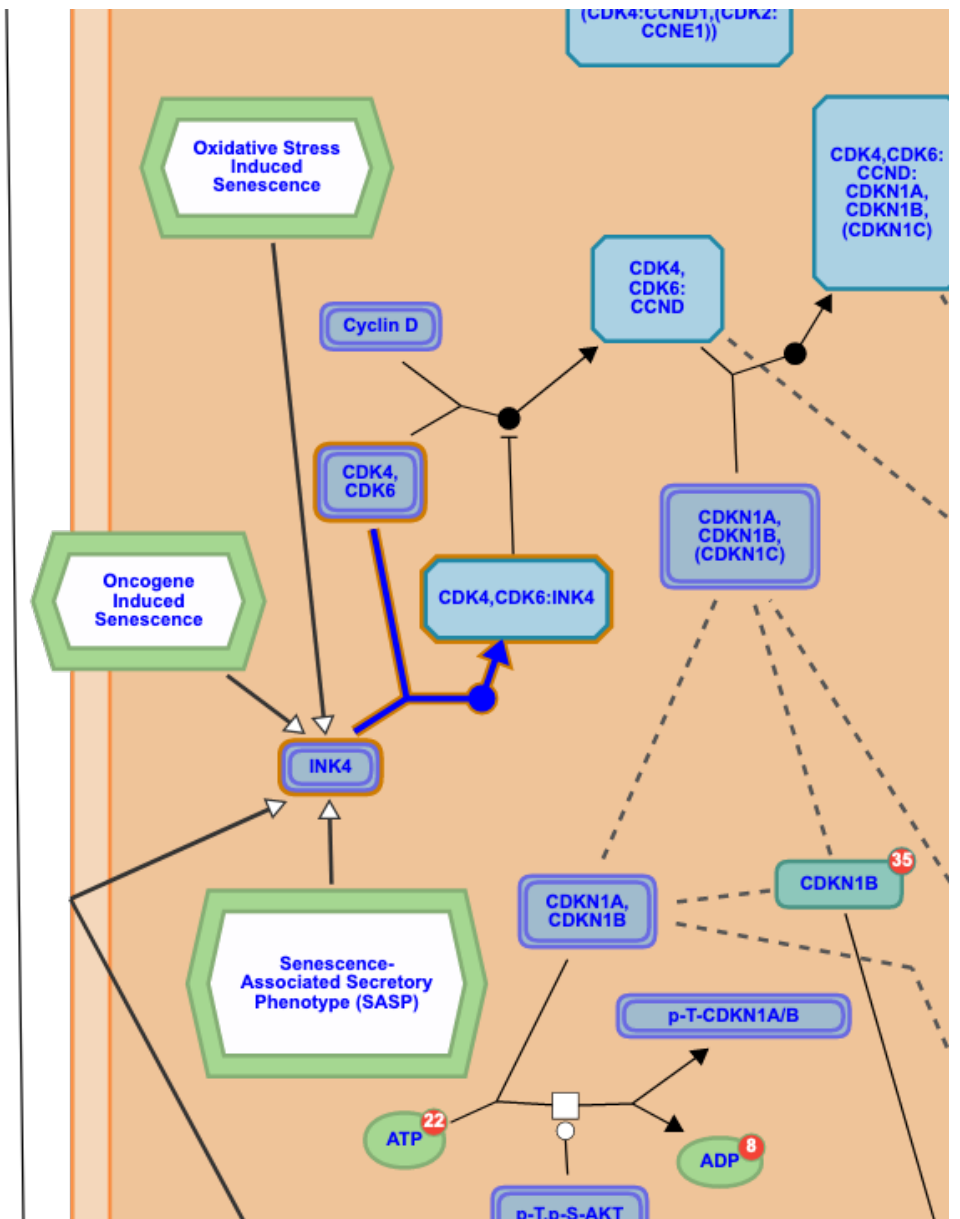 (CDK4:CCND1,(CDK2:
CCNE1))
Oxidative Stress
Induced
Senescence
CDK4,CDK6:
CCND:
CDKN1A,
CDKN1B,
(CDKN1C)
CDK4,
CDK6:
CCND
Cyclin D
CDK4,
CDK6
CDKN1A,
CDKN1B,
(CDKN1C)
Oncogene
Induced
Senescence
CDK4,CDK6:INK4
INK4
35
CDKN1B
CDKN1A,
CDKN1B
Senescence-
Associated Secretory
Phenotype (SASP)
p-T-CDKN1A/B
22
ATP
8
ADP
p-T,p-S-AKT